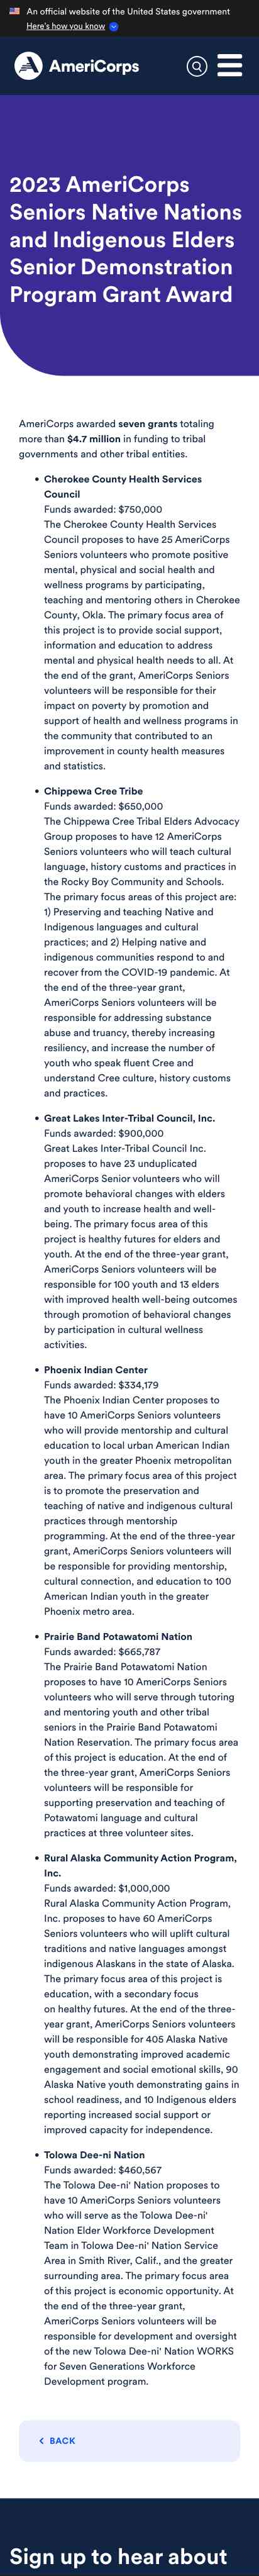 An official website of the United States government
Here's how you know
AmeriCorps
2023 AmeriCorps
Seniors Native Nations
and Indigenous Elders
Senior Demonstration
Program Grant Award
AmeriCorps awarded seven grants totaling
more than $4.7 million in funding to tribal
governments and other tribal entities.
• Cherokee County Health Services
Council
Funds awarded: $750,000
The Cherokee County Health Services
Council proposes to have 25 AmeriCorps
Seniors volunteers who promote positive
mental, physical and social health and
wellness programs by participating,
teaching and mentoring others in Cherokee
County, Okla. The primary focus area of
this project is to provide social support,
information and education to address
mental and physical health needs to all. At
the end of the grant, AmeriCorps Seniors
volunteers will be responsible for their
impact on poverty by promotion and
support of health and wellness programs in
the community that contributed to an
improvement in county health measures
and statistics.
• Chippewa Cree Tribe
Funds awarded: $650,000
The Chippewa Cree Tribal Elders Advocacy
Group proposes to have 12 AmeriCorps
Seniors volunteers who will teach cultural
language, history customs and practices in
the Rocky Boy Community and Schools.
The primary focus areas of this project are:
1) Preserving and teaching Native and
Indigenous languages and cultural
practices; and 2) Helping native and
indigenous communities respond to and
recover from the COVID-19 pandemic. At
the end of the three-year grant,
AmeriCorps Seniors volunteers will be
responsible for addressing substance
abuse and truancy, thereby increasing
resiliency, and increase the number of
youth who speak fluent Cree and
understand Cree culture, history customs
and practices.
• Great Lakes Inter-Tribal Council, Inc.
Funds awarded: $900,000
Great Lakes Inter-Tribal Council Inc.
proposes to have 23 unduplicated
AmeriCorps Senior volunteers who will
promote behavioral changes with elders
and youth to increase health and well-
being. The primary focus area of this
project is healthy futures for elders and
youth. At the end of the three-year grant,
AmeriCorps Seniors volunteers will be
responsible for 100 youth and 13 elders
with improved health well-being outcomes
through promotion of behavioral changes
by participation in cultural wellness
activities.
• Phoenix Indian Center
Funds awarded: $334,179
The Phoenix Indian Center proposes to
have 10 AmeriCorps Seniors volunteers
who will provide mentorship and cultural
education to local urban American Indian
youth in the greater Phoenix metropolitan
area. The primary focus area of this project
is to promote the preservation and
teaching of native and indigenous cultural
practices through mentorship
programming. At the end of the three-year
grant, AmeriCorps Seniors volunteers will
be responsible for providing mentorship,
cultural connection, and education to 100
American Indian youth in the greater
Phoenix metro area.
• Prairie Band Potawatomi Nation
Funds awarded: $665,787
The Prairie Band Potawatomi Nation
proposes to have 10 AmeriCorps Seniors
volunteers who will serve through tutoring
and mentoring youth and other tribal
seniors in the Prairie Band Potawatomi
Nation Reservation. The primary focus area
of this project is education. At the end of
the three-year grant, AmeriCorps Seniors
volunteers will be responsible for
supporting preservation and teaching of
Potawatomi language and cultural
practices at three volunteer sites.
• Rural Alaska Community Action Program,
Inc.
Funds awarded: $1,000,000
Rural Alaska Community Action Program,
Inc. proposes to have 60 AmeriCorps
Seniors volunteers who will uplift cultural
traditions and native languages amongst
indigenous Alaskans in the state of Alaska.
The primary focus area of this project is
education, with a secondary focus
on healthy futures. At the end of the three-
year grant, AmeriCorps Seniors volunteers
will be responsible for 405 Alaska Native
youth demonstrating improved academic
engagement and social emotional skills, 90
Alaska Native youth demonstrating gains in
school readiness, and 10 Indigenous elders
reporting increased social support or
improved capacity for independence.
• Tolowa Dee-ni Nation
Funds awarded: $460,567
The Tolowa Dee-ni' Nation proposes to
have 10 AmeriCorps Seniors volunteers
who will serve as the Tolowa Dee-ni'
Nation Elder Workforce Development
Team in Tolowa Dee-ni' Nation Service
Area in Smith River, Calif., and the greater
surrounding area. The primary focus area
of this project is economic opportunity. At
the end of the three-year grant,
AmeriCorps Seniors volunteers will be
responsible for development and oversight
of the new Tolowa Dee-ni' Nation WORKS
for Seven Generations Workforce
Development program.
BACK
Sign up to hear about